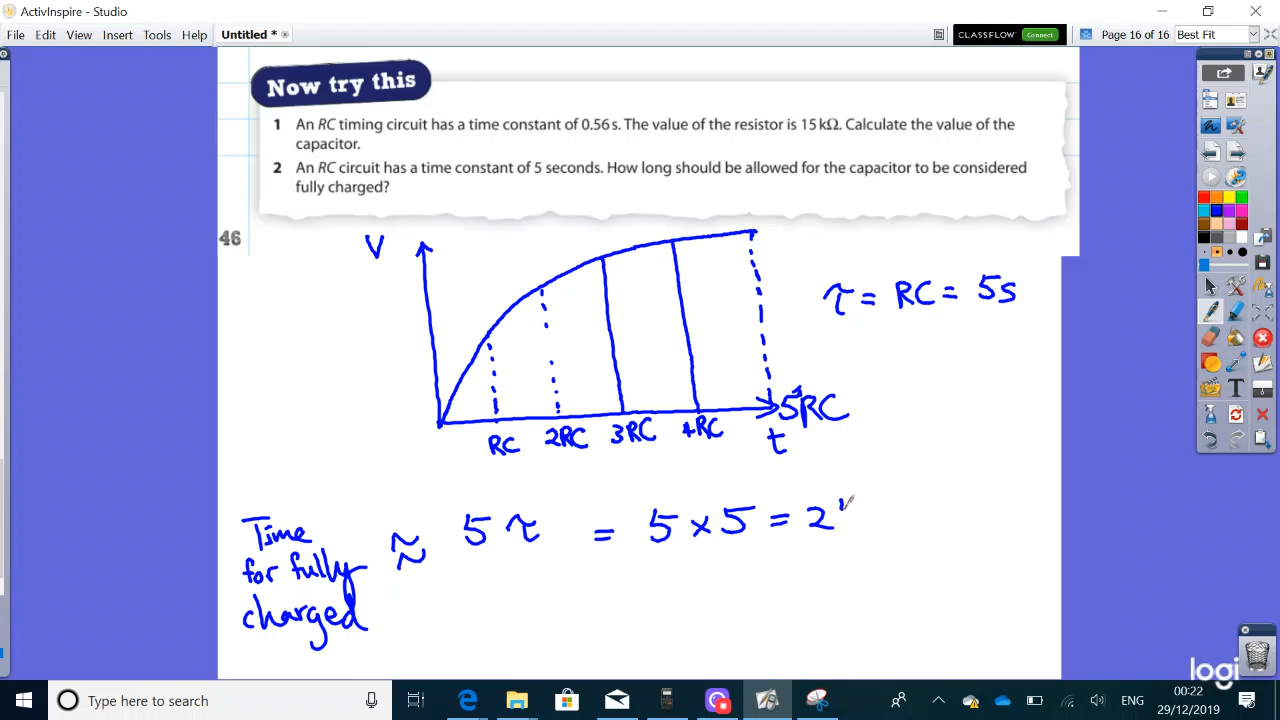 ActivInspire - Studio
File Edit View Insert Tools Help Untitled *
CLASSFLOW Connect Page 16 of 16 Best Fit
Now try this
1 An RC timing circuit has a time constant of 0.56 s. The value of the resistor is 15 kΩ. Calculate the value of the
capacitor.
2 An RC circuit has a time constant of 5 seconds. How long should be allowed for the capacitor to be considered
fully charged?
46
V
τ = RC = 5s
RC 2RC 3RC 4RC 5RC
t
Time
for fully
charged
≈ 5 τ = 5 × 5 = 2
logi
Type here to search
ENG
00:22
29/12/2019